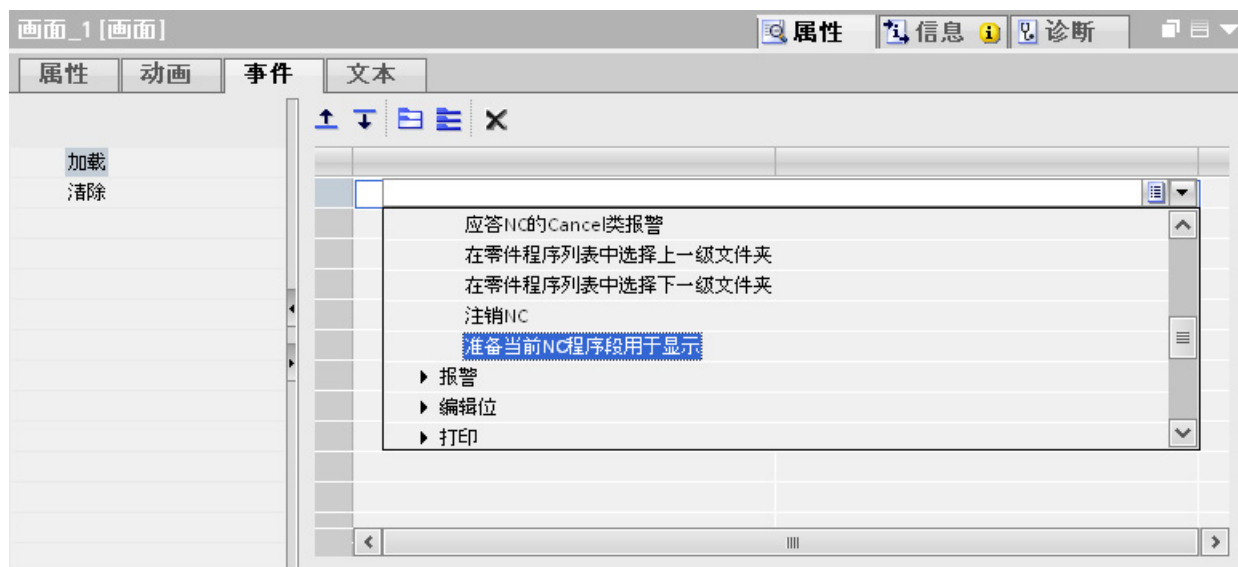 画面_1 [画面]
属性 信息 诊断
属性 动画 事件 文本
加载
清除
应答NC的Cancel类报警
在零件程序列表中选择上一级文件夹
在零件程序列表中选择下一级文件夹
注销NC
准备当前NC程序段用于显示
报警
编辑位
打印